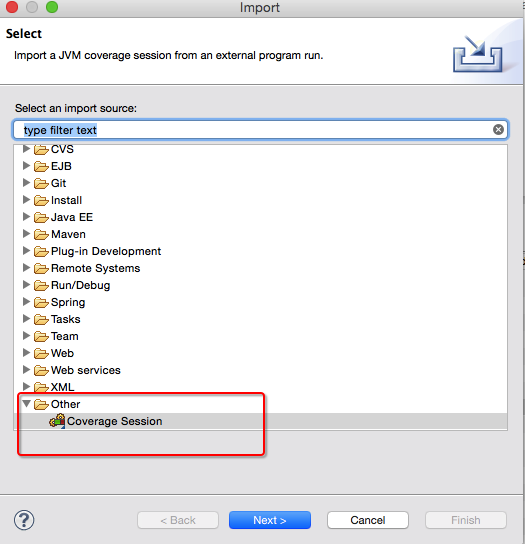 Import
Select
Import a JVM coverage session from an external program run.
Select an import source:
type filter text
CVS
EJB
Git
Install
Java EE
Maven
Plug-in Development
Remote Systems
Run/Debug
Spring
Tasks
Team
Web
Web services
XML
Other
Coverage Session
?
< Back
Next >
Cancel
Finish